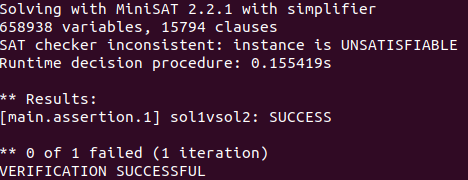 Solving with MiniSAT 2.2.1 with simplifier
658938 variables, 15794 clauses
SAT checker inconsistent: instance is UNSATISFIABLE
Runtime decision procedure: 0.155419s
** Results:
[main.assertion.1] sol1vsol2: SUCCESS
** 0 of 1 failed (1 iteration)
VERIFICATION SUCCESSFUL